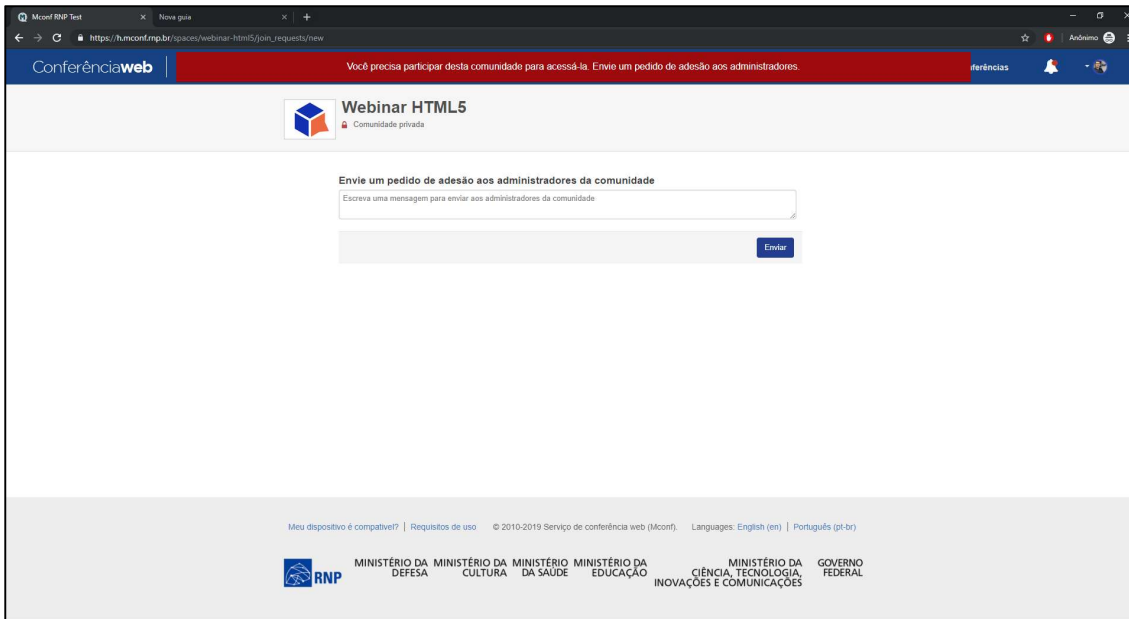 Mconf RNP Test
Nova guia
https://h.mconf.rnp.br/spaces/webinar-html5/join_requests/new
Anônimo
Conferênciaweb
Você precisa participar desta comunidade para acessá-la. Envie um pedido de adesão aos administradores.
nferências
Webinar HTML5
Comunidade privada
Envie um pedido de adesão aos administradores da comunidade
Escreva uma mensagem para enviar aos administradores da comunidade
Enviar
Meu dispositivo é compatível? | Requisitos de uso © 2010-2019 Serviço de conferência web (Mconf). Languages: English (en) | Português (pt-br)
RNP
MINISTÉRIO DA DEFESA
MINISTÉRIO DA CULTURA
MINISTÉRIO DA SAÚDE
MINISTÉRIO DA EDUCAÇÃO
MINISTÉRIO DA CIÊNCIA, TECNOLOGIA, INOVAÇÕES E COMUNICAÇÕES
GOVERNO FEDERAL